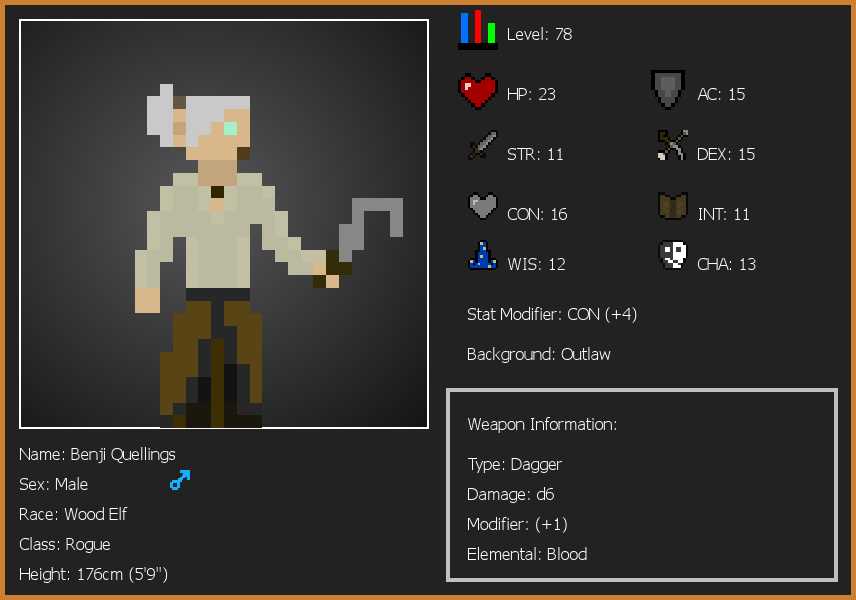 Level: 78
HP: 23
AC: 15
STR: 11
DEX: 15
CON: 16
INT: 11
WIS: 12
CHA: 13
Stat Modifier: CON (+4)
Background: Outlaw
Weapon Information:
Type: Dagger
Damage: d6
Modifier: (+1)
Elemental: Blood
Name: Benji Quellings
Sex: Male
Race: Wood Elf
Class: Rogue
Height: 176cm (5'9")